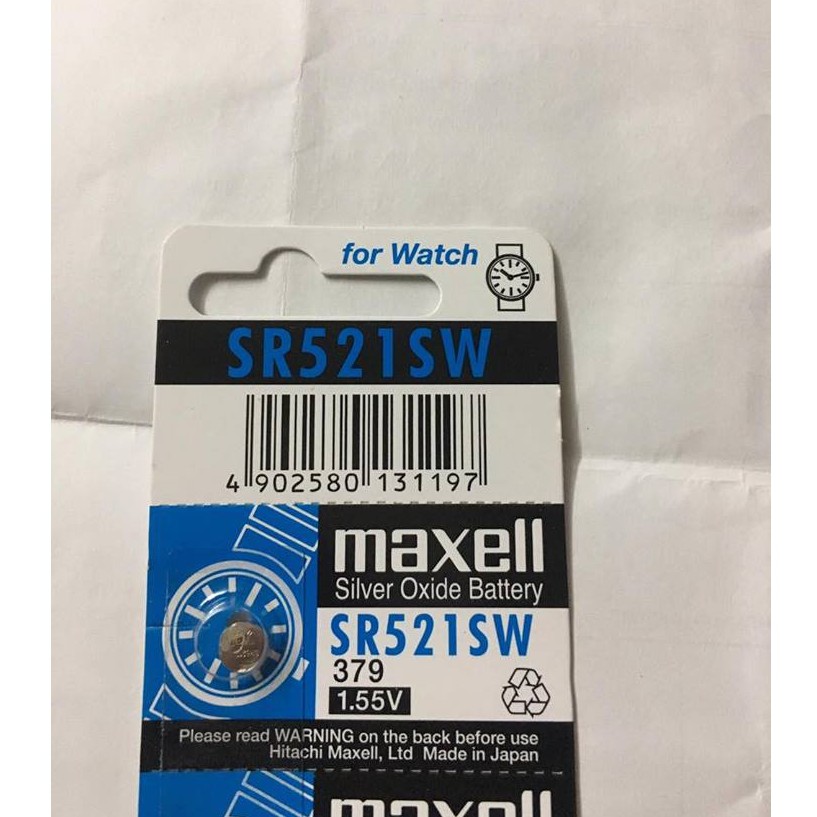 for Watch
SR521SW
4 902580 131197
maxell
Silver Oxide Battery
SR521SW
379
1.55V
Please read WARNING on the back before use
Hitachi Maxell, Ltd Made in Japan
maxell